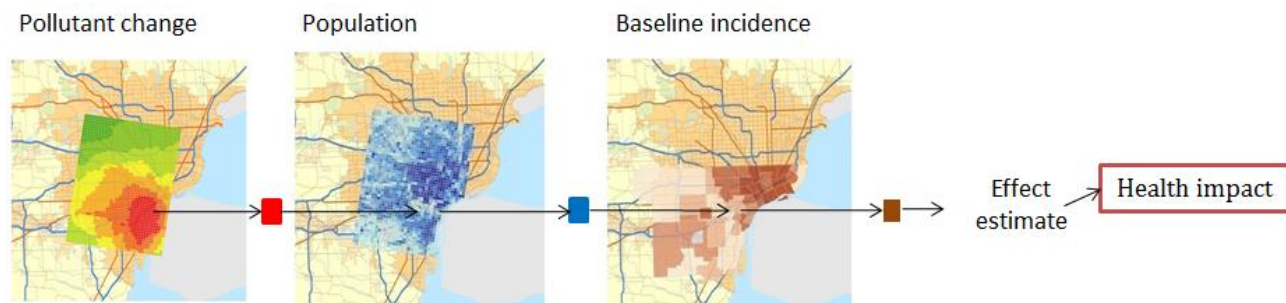 Pollutant change
Population
Baseline incidence
Effect
estimate
Health impact